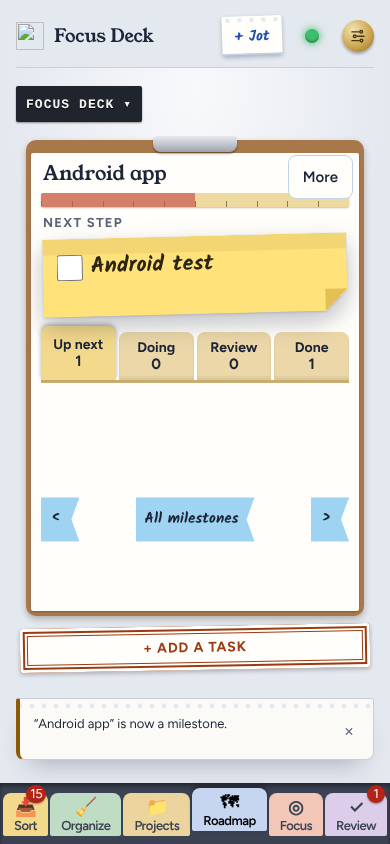 Focus Deck
+ Jot
FOCUS DECK ▾
Android app
More
NEXT STEP
Android test
Up next
1
Doing
0
Review
0
Done
1
<
All milestones
>
+ ADD A TASK
“Android app” is now a milestone.
×
15
Sort
Organize
Projects
Roadmap
Focus
1
Review